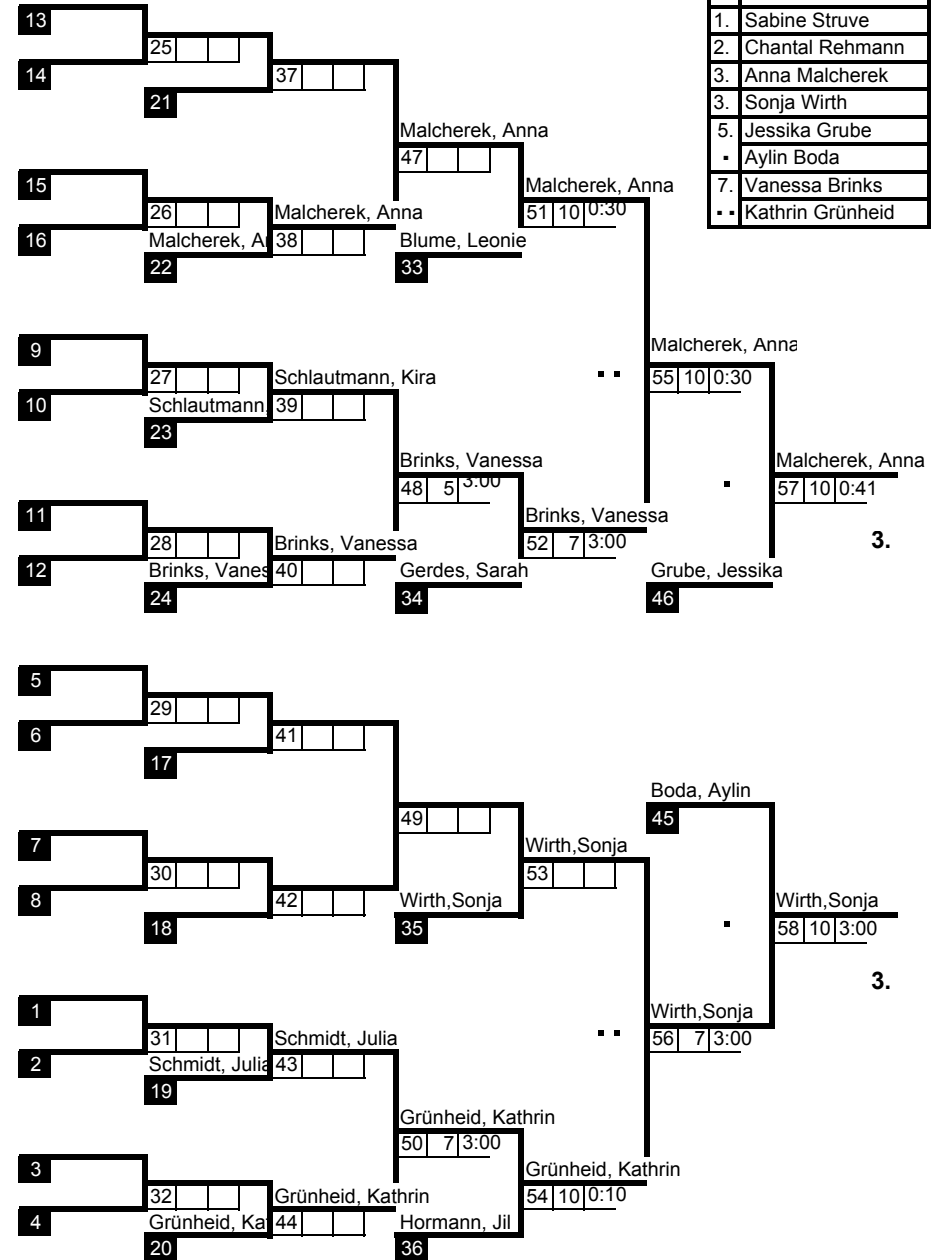 1. Sabine Struve
2. Chantal Rehmann
3. Anna Malcherek
3. Sonja Wirth
5. Jessika Grube
. Aylin Boda
7. Vanessa Brinks
.. Kathrin Grünheid
13
25
14
37
21
Malcherek, Anna
47
15
Malcherek, Anna
26
Malcherek, Anna
51 10 0:30
16
Malcherek, A
38
Blume, Leonie
22
33
9
Malcherek, Anna
27
Schlautmann, Kira
..
55 10 0:30
10
Schlautmann,
39
23
Brinks, Vanessa
Malcherek, Anna
48 5 3:00
.
57 10 0:41
11
Brinks, Vanessa
28
Brinks, Vanessa
52 7 3:00
3.
12
Brinks, Vanes
40
Gerdes, Sarah
Grube, Jessika
24
34
46
5
29
6
41
17
Boda, Aylin
49
45
7
Wirth,Sonja
30
53
8
42
Wirth,Sonja
Wirth,Sonja
18
35
.
58 10 3:00
3.
1
Wirth,Sonja
31
Schmidt, Julia
..
56 7 3:00
2
Schmidt, Julia
43
19
Grünheid, Kathrin
50 7 3:00
3
Grünheid, Kathrin
32
Grünheid, Kathrin
54 10 0:10
4
Grünheid, Ka
44
Hormann, Jil
20
36